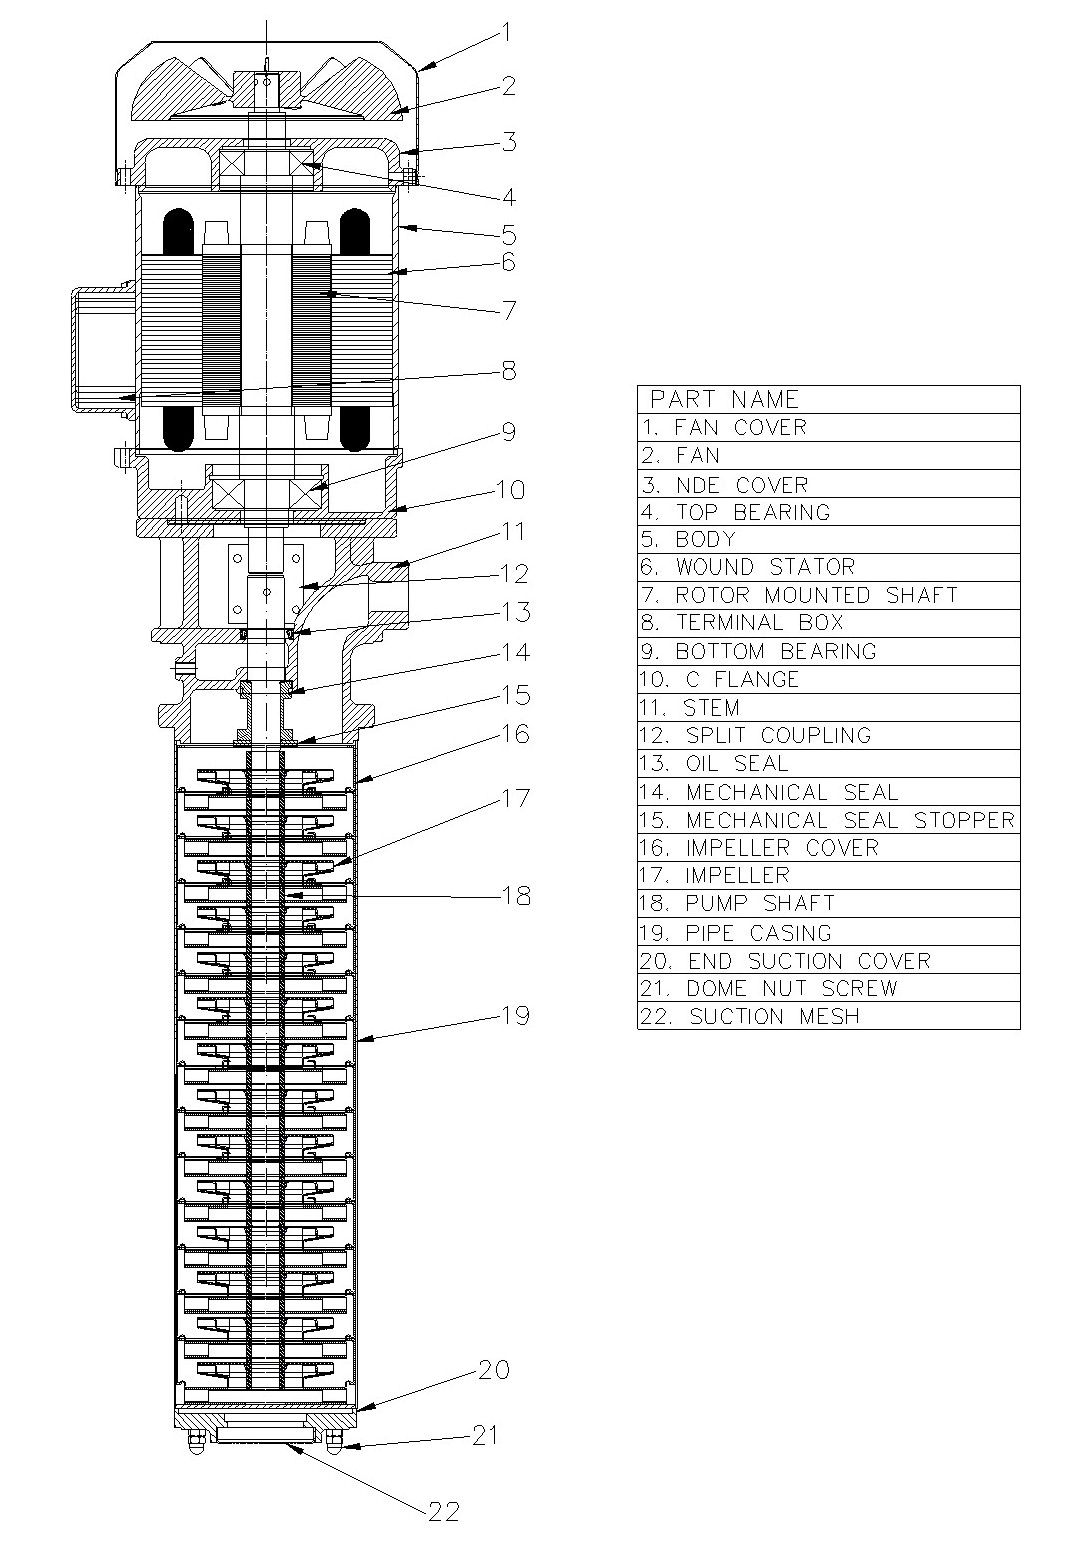 1
2
3
4
5
6
7
8
9
10
11
12
13
14
15
16
17
18
19
20
21
22
PART NAME
1. FAN COVER
2. FAN
3. NDE COVER
4. TOP BEARING
5. BODY
6. WOUND STATOR
7. ROTOR MOUNTED SHAFT
8. TERMINAL BOX
9. BOTTOM BEARING
10. C FLANGE
11. STEM
12. SPLIT COUPLING
13. OIL SEAL
14. MECHANICAL SEAL
15. MECHANICAL SEAL STOPPER
16. IMPELLER COVER
17. IMPELLER
18. PUMP SHAFT
19. PIPE CASING
20. END SUCTION COVER
21. DOME NUT SCREW
22. SUCTION MESH